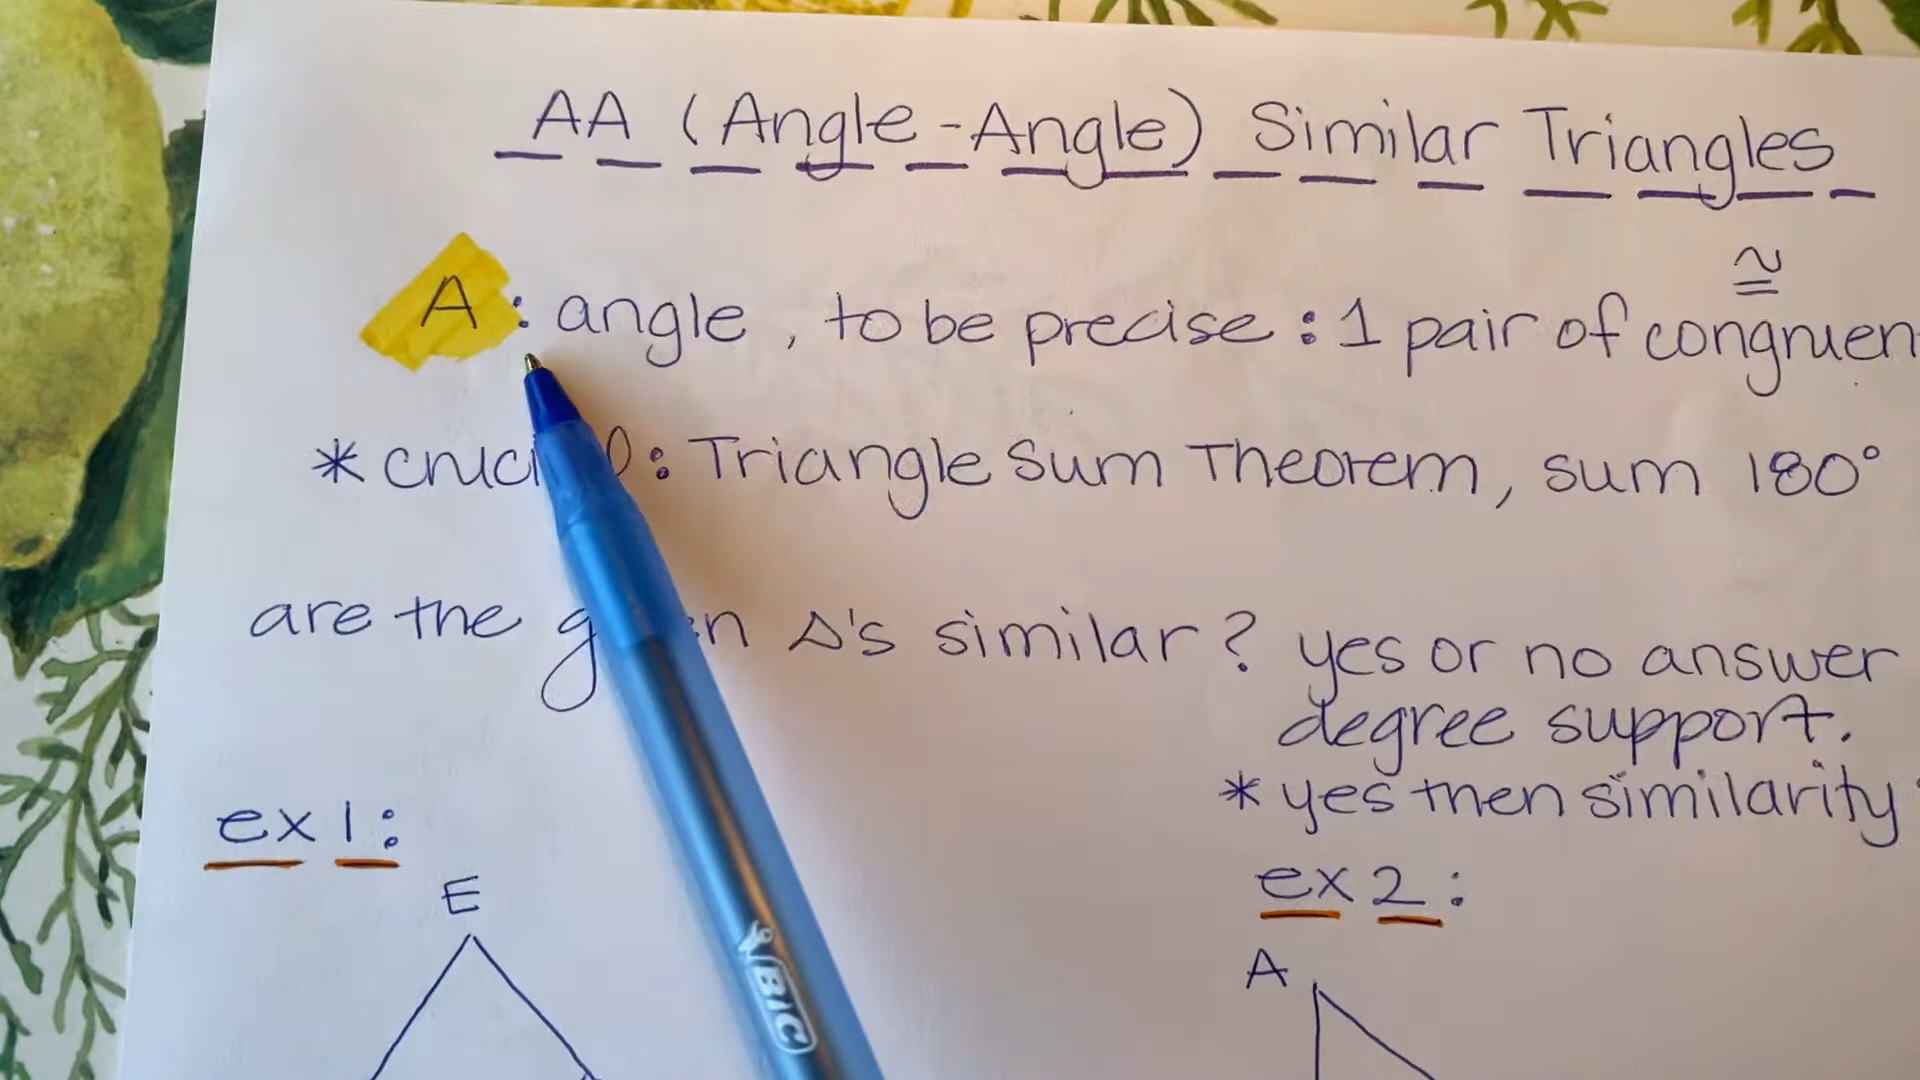 AA (Angle-Angle) Similar Triangles
≅
A: angle, to be precise: 1 pair of congruen
* : Triangle Sum Theorem, sum 180°
are the Δ's similar? yes or no answer
degree support.
* yes then similarity
ex 1:
ex 2:
E
A
BIC